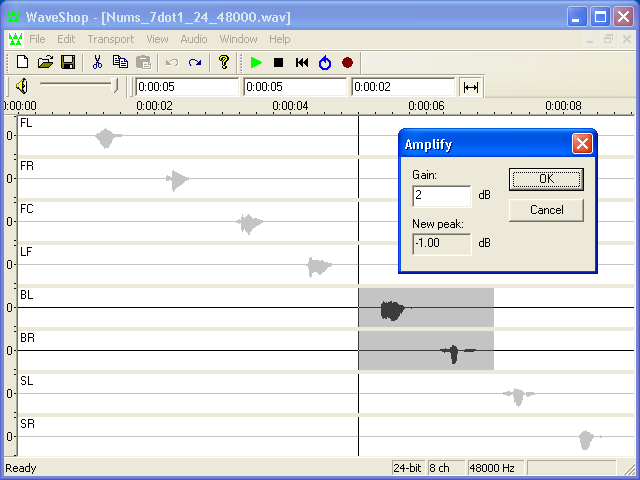 WaveShop - [Nums_7dot1_24_48000.wav]
File Edit Transport View Audio Window Help
0:00:05 0:00:05 0:00:02
0:00:00 0:00:02 0:00:04 0:00:06 0:00:08
FL
0
FR
0
FC
0
LF
0
BL
0
BR
0
SL
0
SR
0
Amplify
Gain:
2 dB
OK
Cancel
New peak:
-1.00 dB
Ready 24-bit 8 ch 48000 Hz